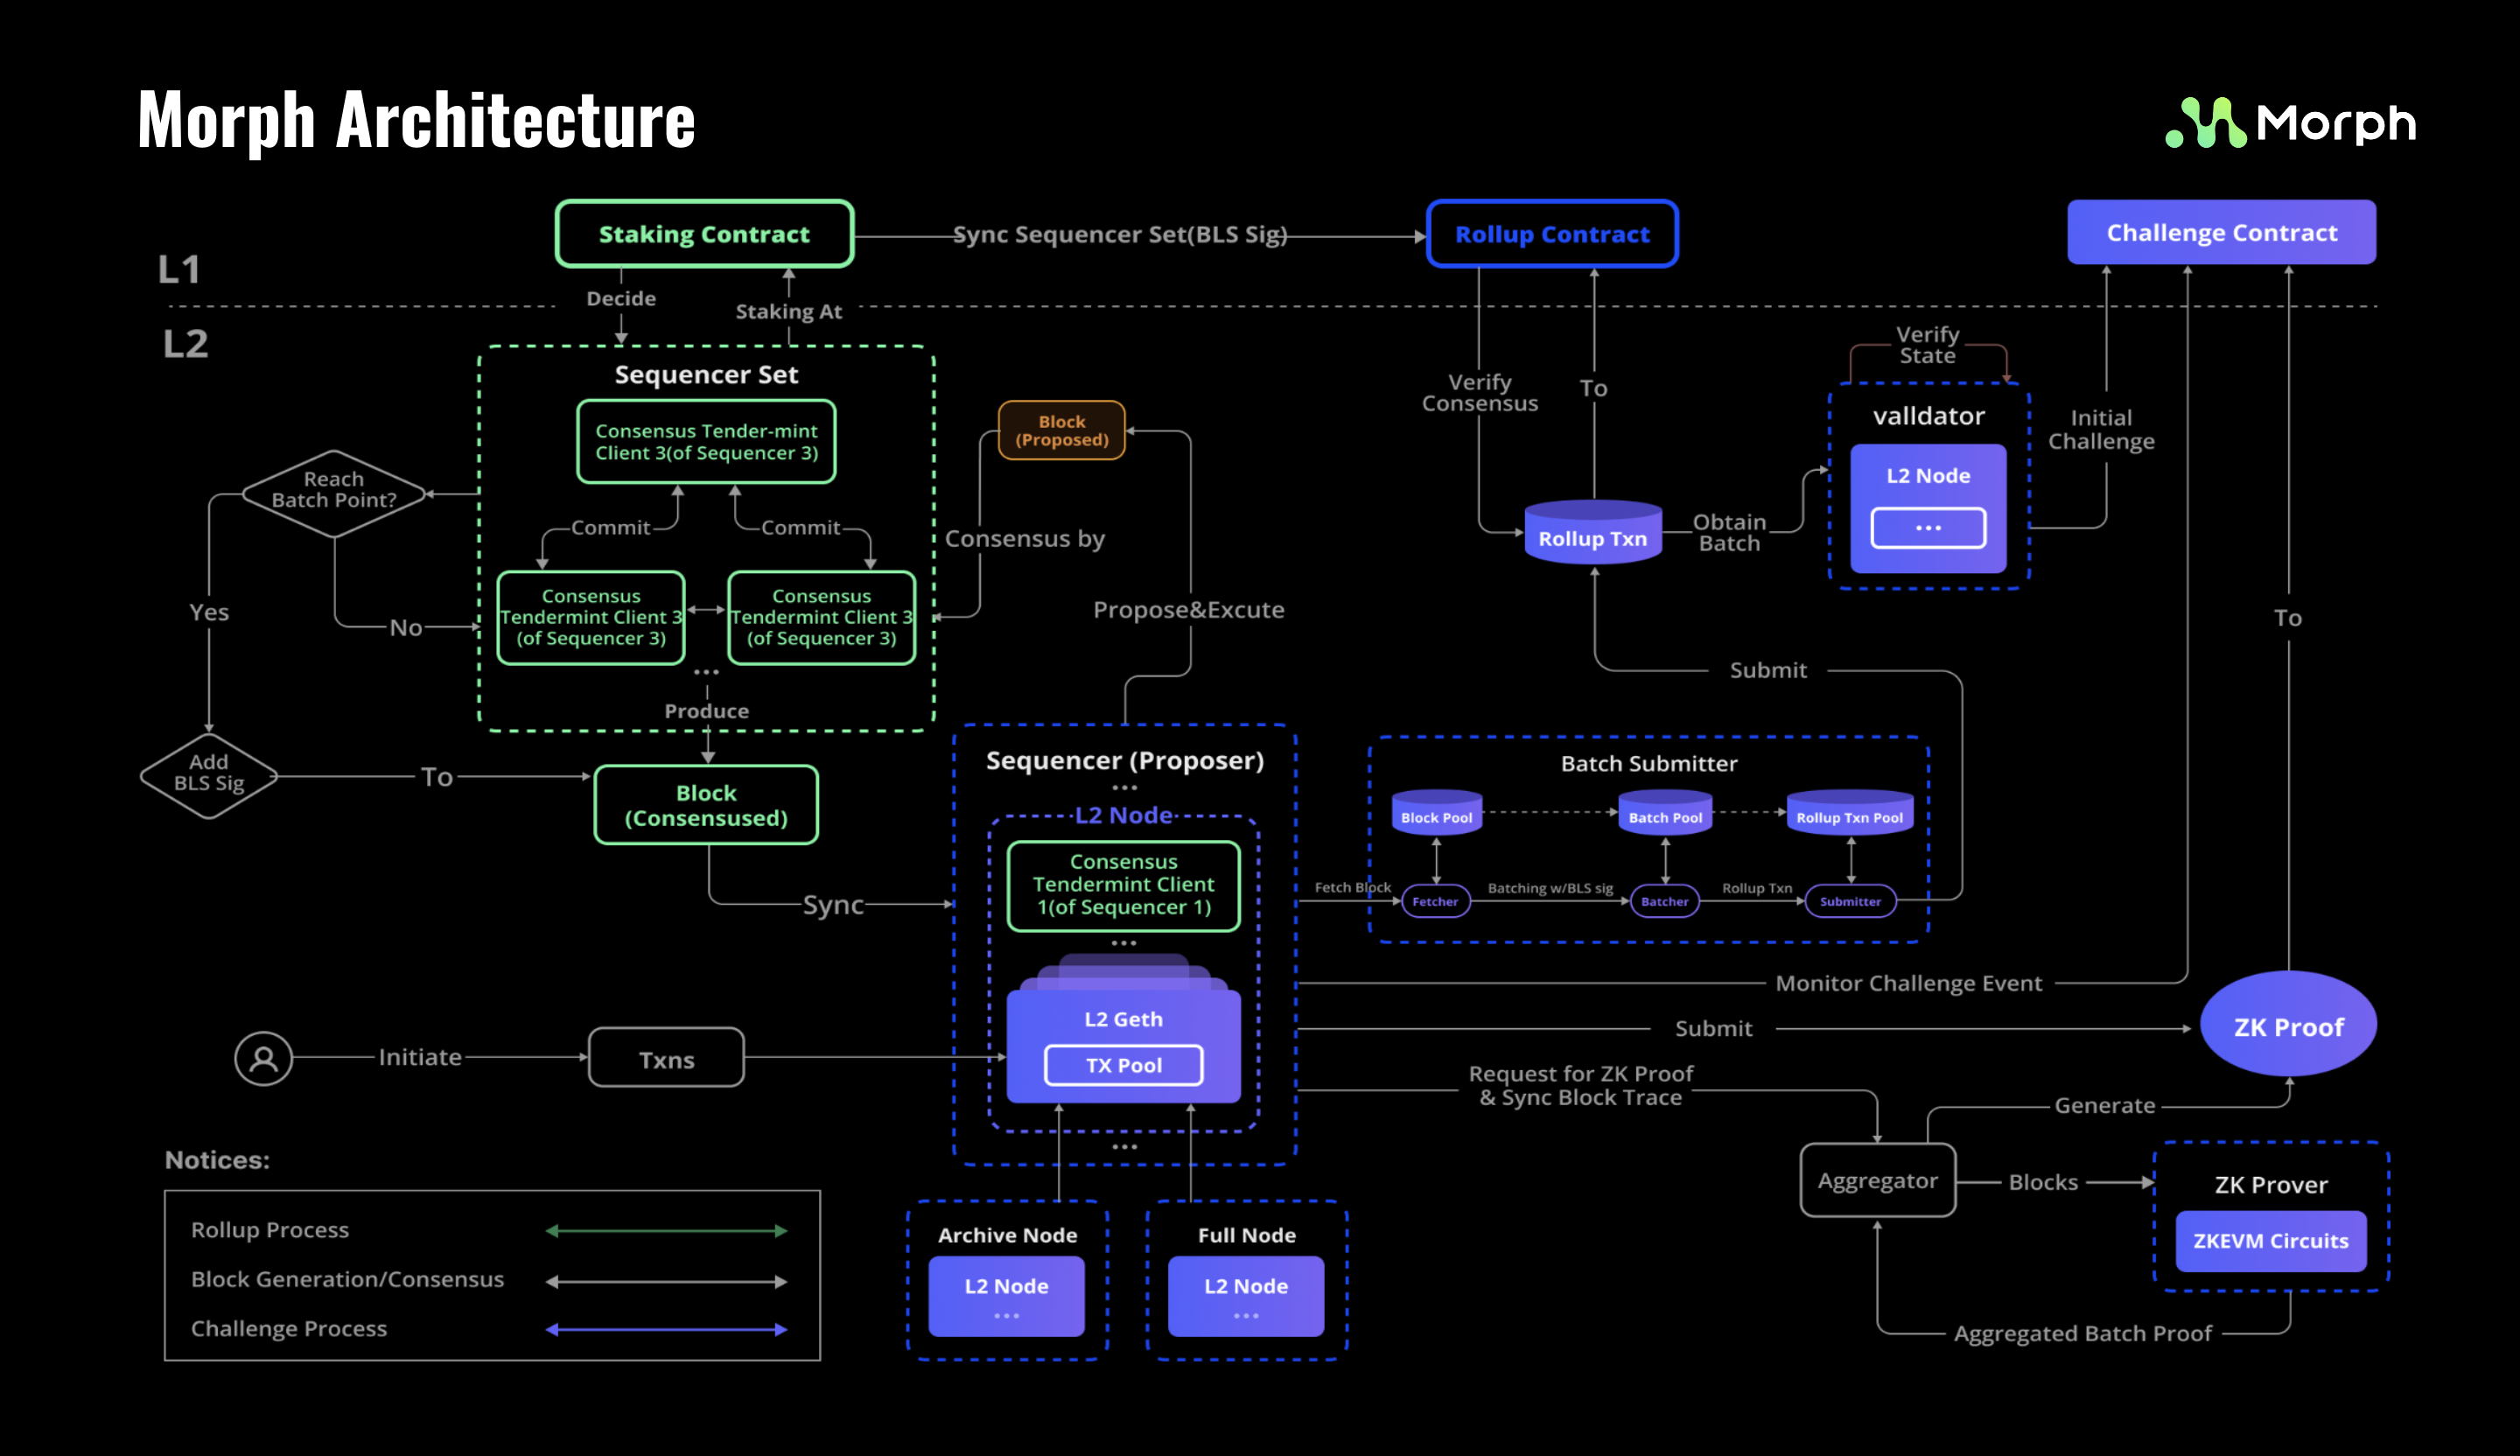 Morph Architecture
Morph
Staking Contract
Sync Sequencer Set(BLS Sig)
Rollup Contract
Challenge Contract
L1
Decide
Staking At
L2
Verify
State
Sequencer Set
Consensus Tender-mint
Client 3(of Sequencer 3)
Block
(Proposed)
Verify
Consensus
To
valldator
L2 Node
...
Initial
Challenge
Reach
Batch Point?
Commit
Commit
Consensus by
Rollup Txn
Obtain
Batch
Yes
No
Consensus
Tendermint Client 3
(of Sequencer 3)
Consensus
Tendermint Client 3
(of Sequencer 3)
...
Propose&Excute
To
Submit
Produce
Add
BLS Sig
To
Block
(Consensused)
Sync
Sequencer (Proposer)
...
L2 Node
Consensus
Tendermint Client
1(of Sequencer 1)
...
Batch Submitter
Block Pool
Batch Pool
Rollup Txn Pool
Fetch Block
Fetcher
Batching w/BLS sig
Batcher
Rollup Txn
Submitter
Monitor Challenge Event
L2 Geth
TX Pool
...
Submit
ZK Proof
Initiate
Txns
Request for ZK Proof
& Sync Block Trace
Generate
Aggregator
Blocks
ZK Prover
ZKEVM Circuits
Aggregated Batch Proof
Archive Node
L2 Node
...
Full Node
L2 Node
...
Notices:
Rollup Process
Block Generation/Consensus
Challenge Process